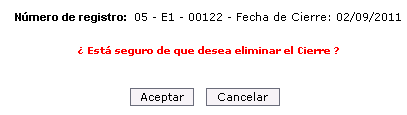 Número de registro: 05 - E1 - 00122 - Fecha de Cierre: 02/09/2011
¿ Está seguro de que desea eliminar el Cierre ?
Aceptar Cancelar